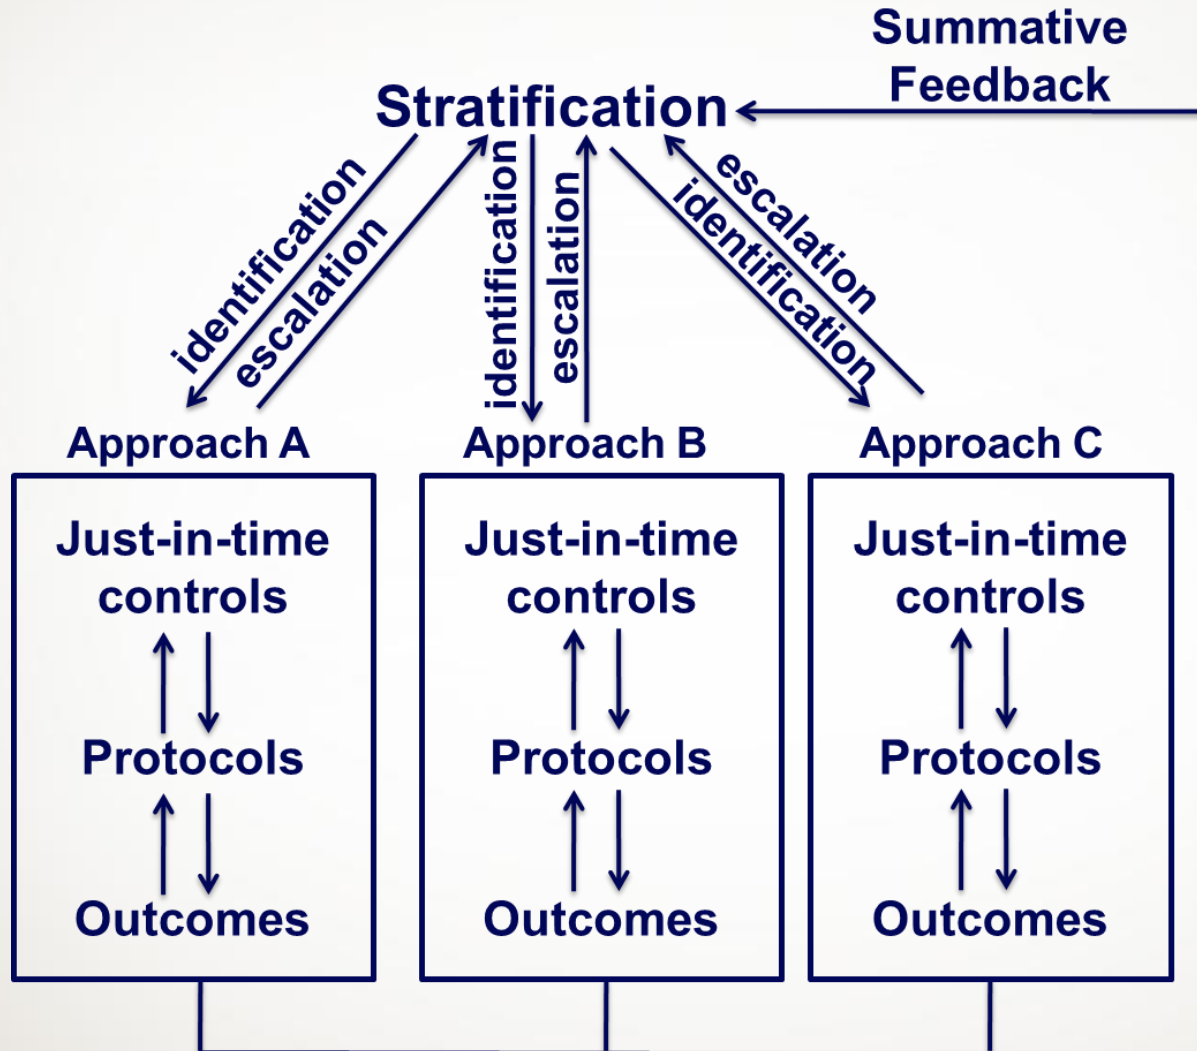 Summative
Feedback
Stratification
identification
escalation
identification
escalation
escalation
identification
Approach A
Approach B
Approach C
Just-in-time
controls
Protocols
Outcomes
Just-in-time
controls
Protocols
Outcomes
Just-in-time
controls
Protocols
Outcomes